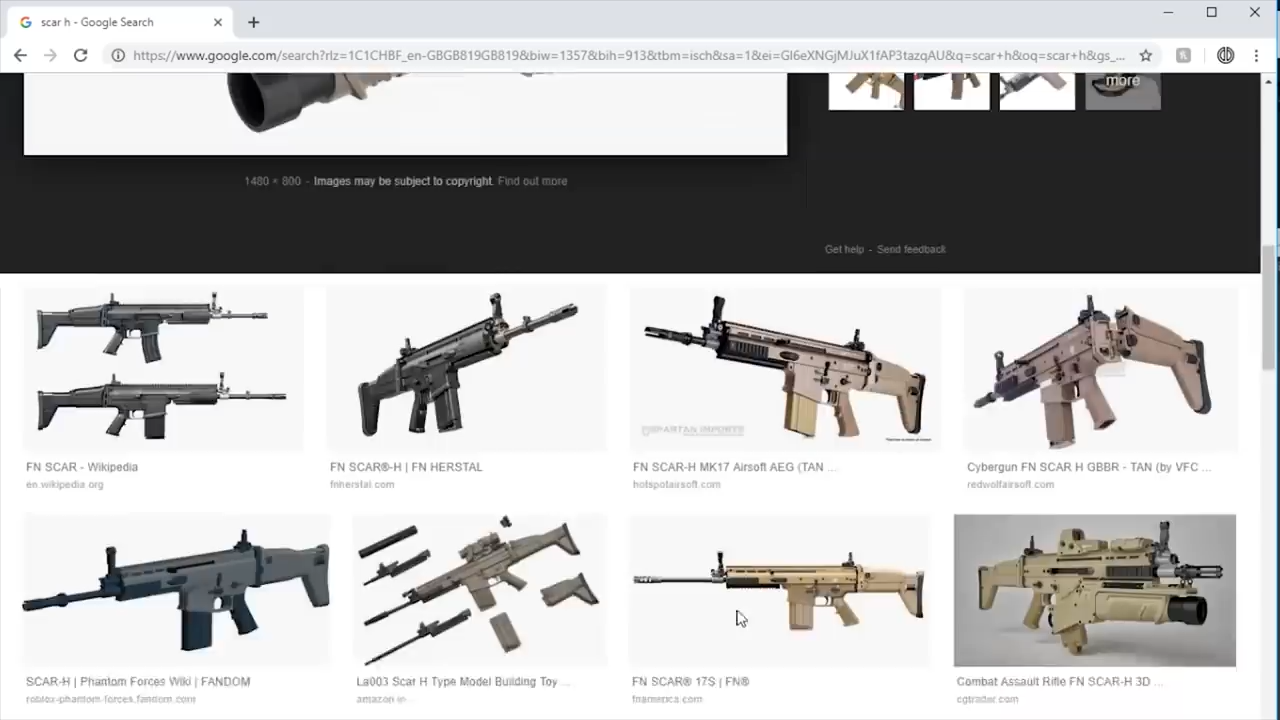 scar h - Google Search
https://www.google.com/search?rlz=1C1CHBF_en-GBGB819GB819&biw=1357&bih=913&tbm=isch&sa=1&ei=Gl6eXNGjMJuX1fAP3tazqAU&q=scar+h&oq=scar+h&gs_...
more
1480 × 800 - Images may be subject to copyright. Find out more
Get help - Send feedback
SPARTAN IMPORTS
FN SCAR - Wikipedia
en.wikipedia.org
FN SCAR®-H | FN HERSTAL
fnherstal.com
FN SCAR-H MK17 Airsoft AEG (TAN ...
hotspotairsoft.com
Cybergun FN SCAR H GBBR - TAN (by VFC ...
redwolfairsoft.com
SCAR-H | Phantom Forces Wiki | FANDOM
roblox-phantom-forces.fandom.com
La003 Scar H Type Model Building Toy ...
amazon.in
FN SCAR® 17S | FN®
fnamerica.com
Combat Assault Rifle FN SCAR-H 3D ...
cgtrader.com